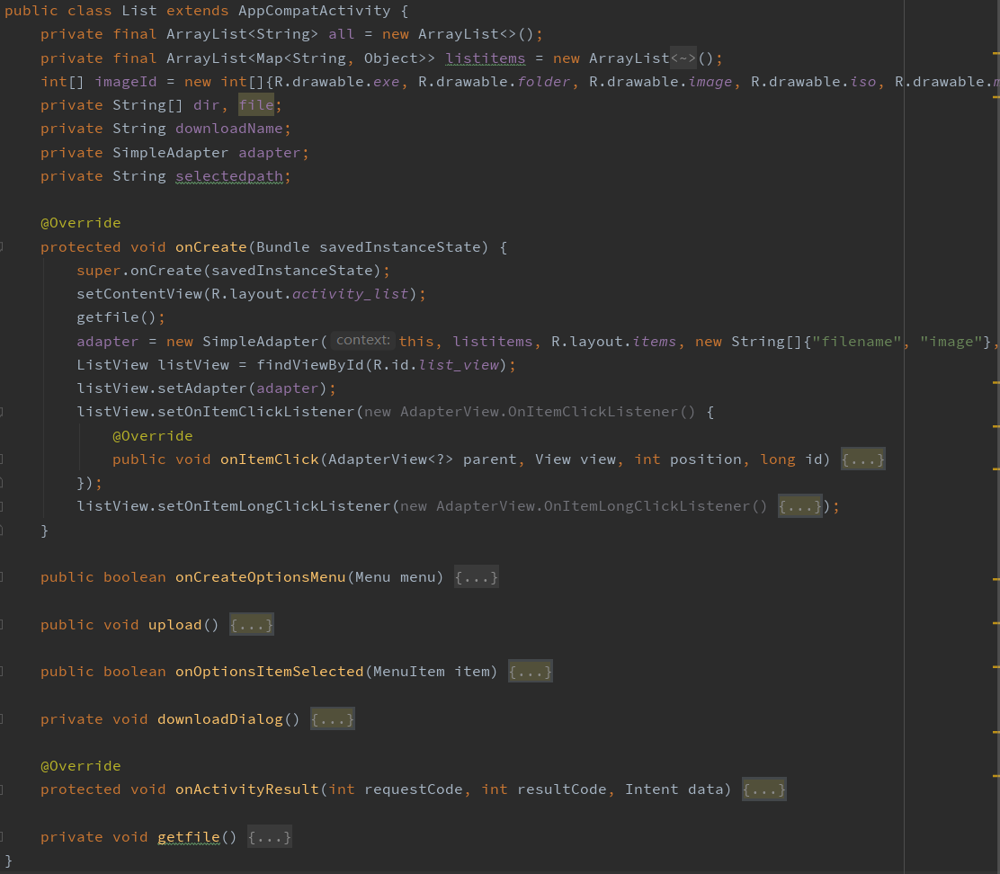 public class List extends AppCompatActivity {
    private final ArrayList<String> all = new ArrayList<>();
    private final ArrayList<Map<String, Object>> listitems = new ArrayList<~>();
    int[] imageId = new int[]{R.drawable.exe, R.drawable.folder, R.drawable.image, R.drawable.iso, R.drawable.
    private String[] dir, file;
    private String downloadName;
    private SimpleAdapter adapter;
    private String selectedpath;
    @Override
    protected void onCreate(Bundle savedInstanceState) {
        super.onCreate(savedInstanceState);
        setContentView(R.layout.activity_list);
        getfile();
        adapter = new SimpleAdapter( context: this, listitems, R.layout.items, new String[]{"filename", "image"},
        ListView listView = findViewById(R.id.list_view);
        listView.setAdapter(adapter);
        listView.setOnItemClickListener(new AdapterView.OnItemClickListener() {
            @Override
            public void onItemClick(AdapterView<?> parent, View view, int position, long id) {...}
        });
        listView.setOnItemLongClickListener(new AdapterView.OnItemLongClickListener() {...});
    }
    public boolean onCreateOptionsMenu(Menu menu) {...}
    public void upload() {...}
    public boolean onOptionsItemSelected(MenuItem item) {...}
    private void downloadDialog() {...}
    @Override
    protected void onActivityResult(int requestCode, int resultCode, Intent data) {...}
    private void getfile() {...}
}